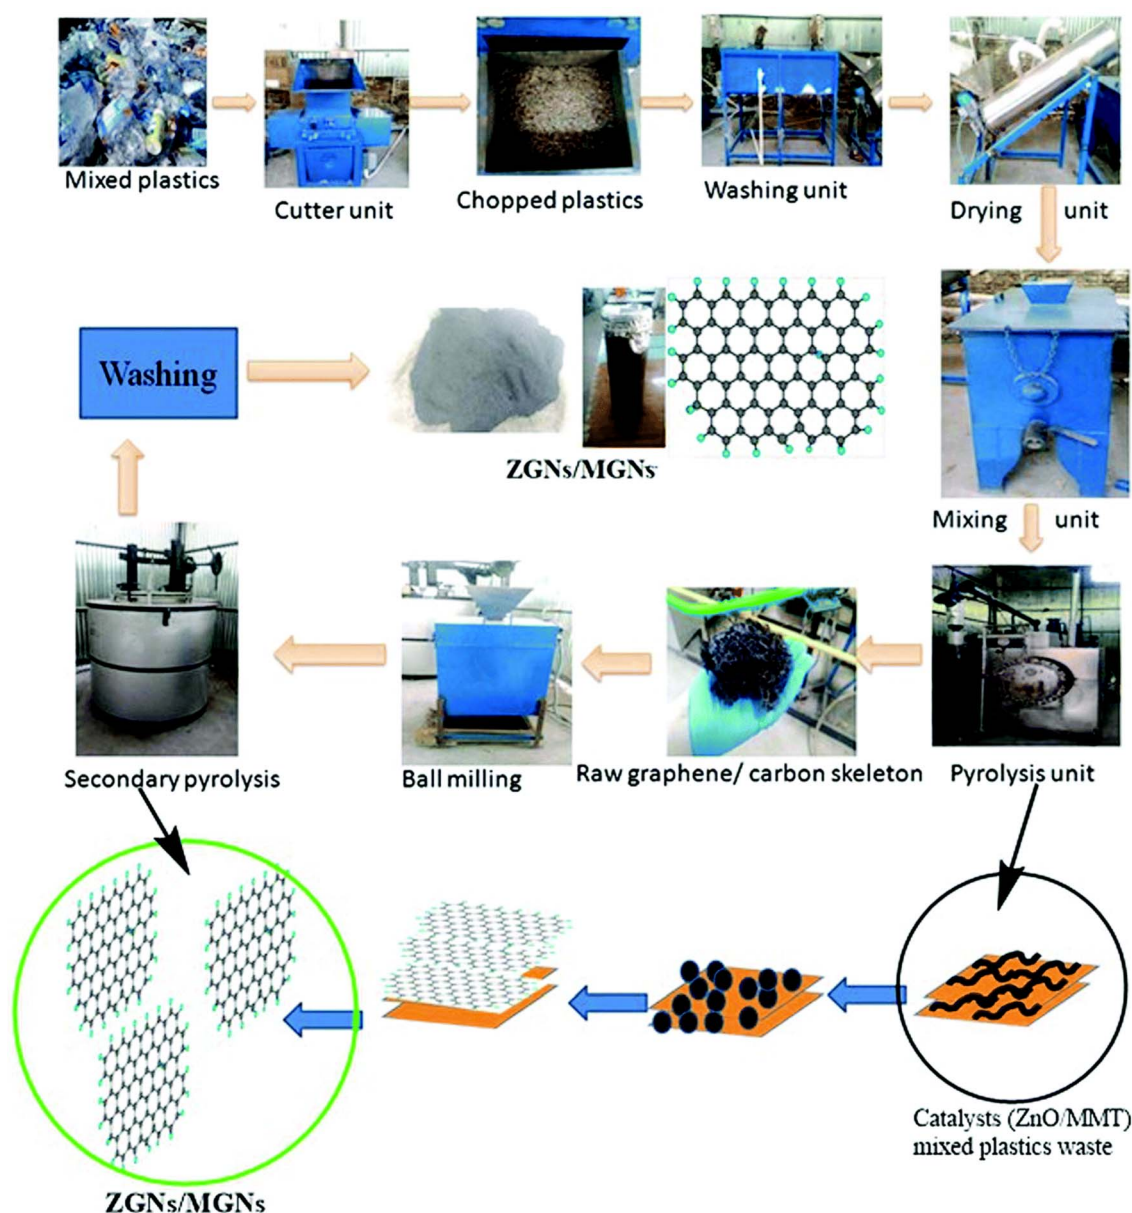 Mixed plastics
Cutter unit
Chopped plastics
Washing unit
Drying unit
Washing
ZGNs/MGNs
Mixing unit
Secondary pyrolysis
Ball milling
Raw graphene/ carbon skeleton
Pyrolysis unit
Catalysts (ZnO/MMT)
mixed plastics waste
ZGNs/MGNs